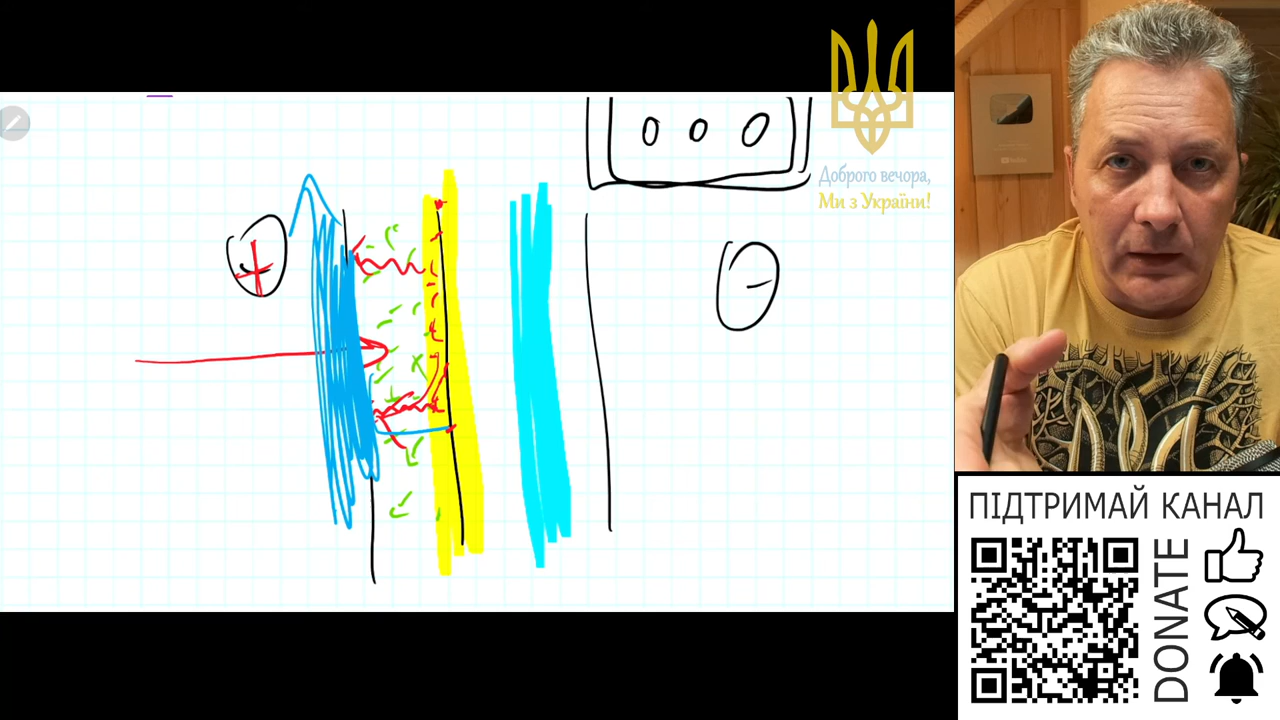 Доброго вечора,
Ми з України!
ПІДТРИМАЙ КАНАЛ
DONATE